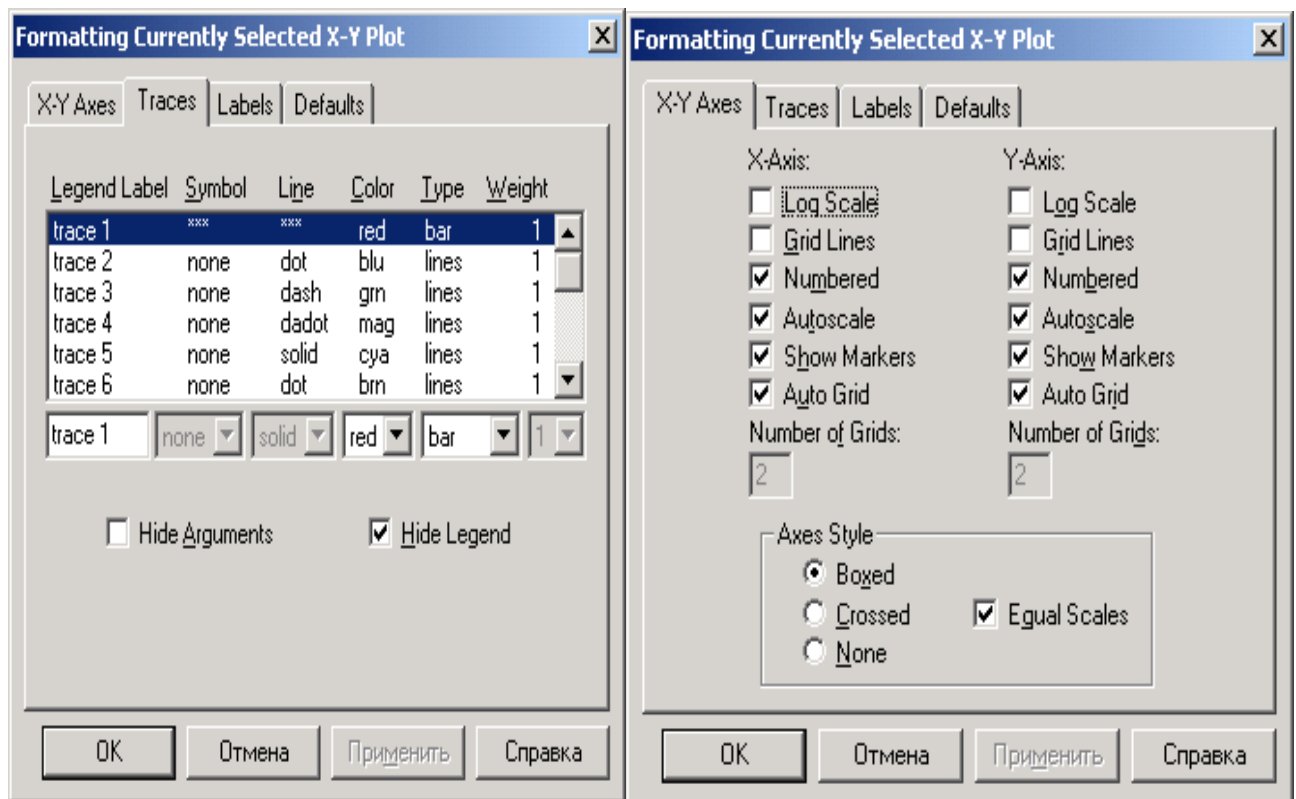 Formatting Currently Selected X-Y Plot
X-Y Axes Traces Labels Defaults
Legend Label Symbol Line Color Type Weight
trace 1 *** *** red bar 1
trace 2 none dot blu lines 1
trace 3 none dash grn lines 1
trace 4 none dadot mag lines 1
trace 5 none solid cya lines 1
trace 6 none dot brn lines 1
trace 1 none solid red bar 1
Hide Arguments Hide Legend
OK Отмена Применить Справка
Formatting Currently Selected X-Y Plot
X-Y Axes Traces Labels Defaults
X-Axis: Y-Axis:
Log Scale Log Scale
Grid Lines Grid Lines
Numbered Numbered
Autoscale Autoscale
Show Markers Show Markers
Auto Grid Auto Grid
Number of Grids: Number of Grids:
2 2
Axes Style
Boxed
Crossed Equal Scales
None
OK Отмена Применить Справка